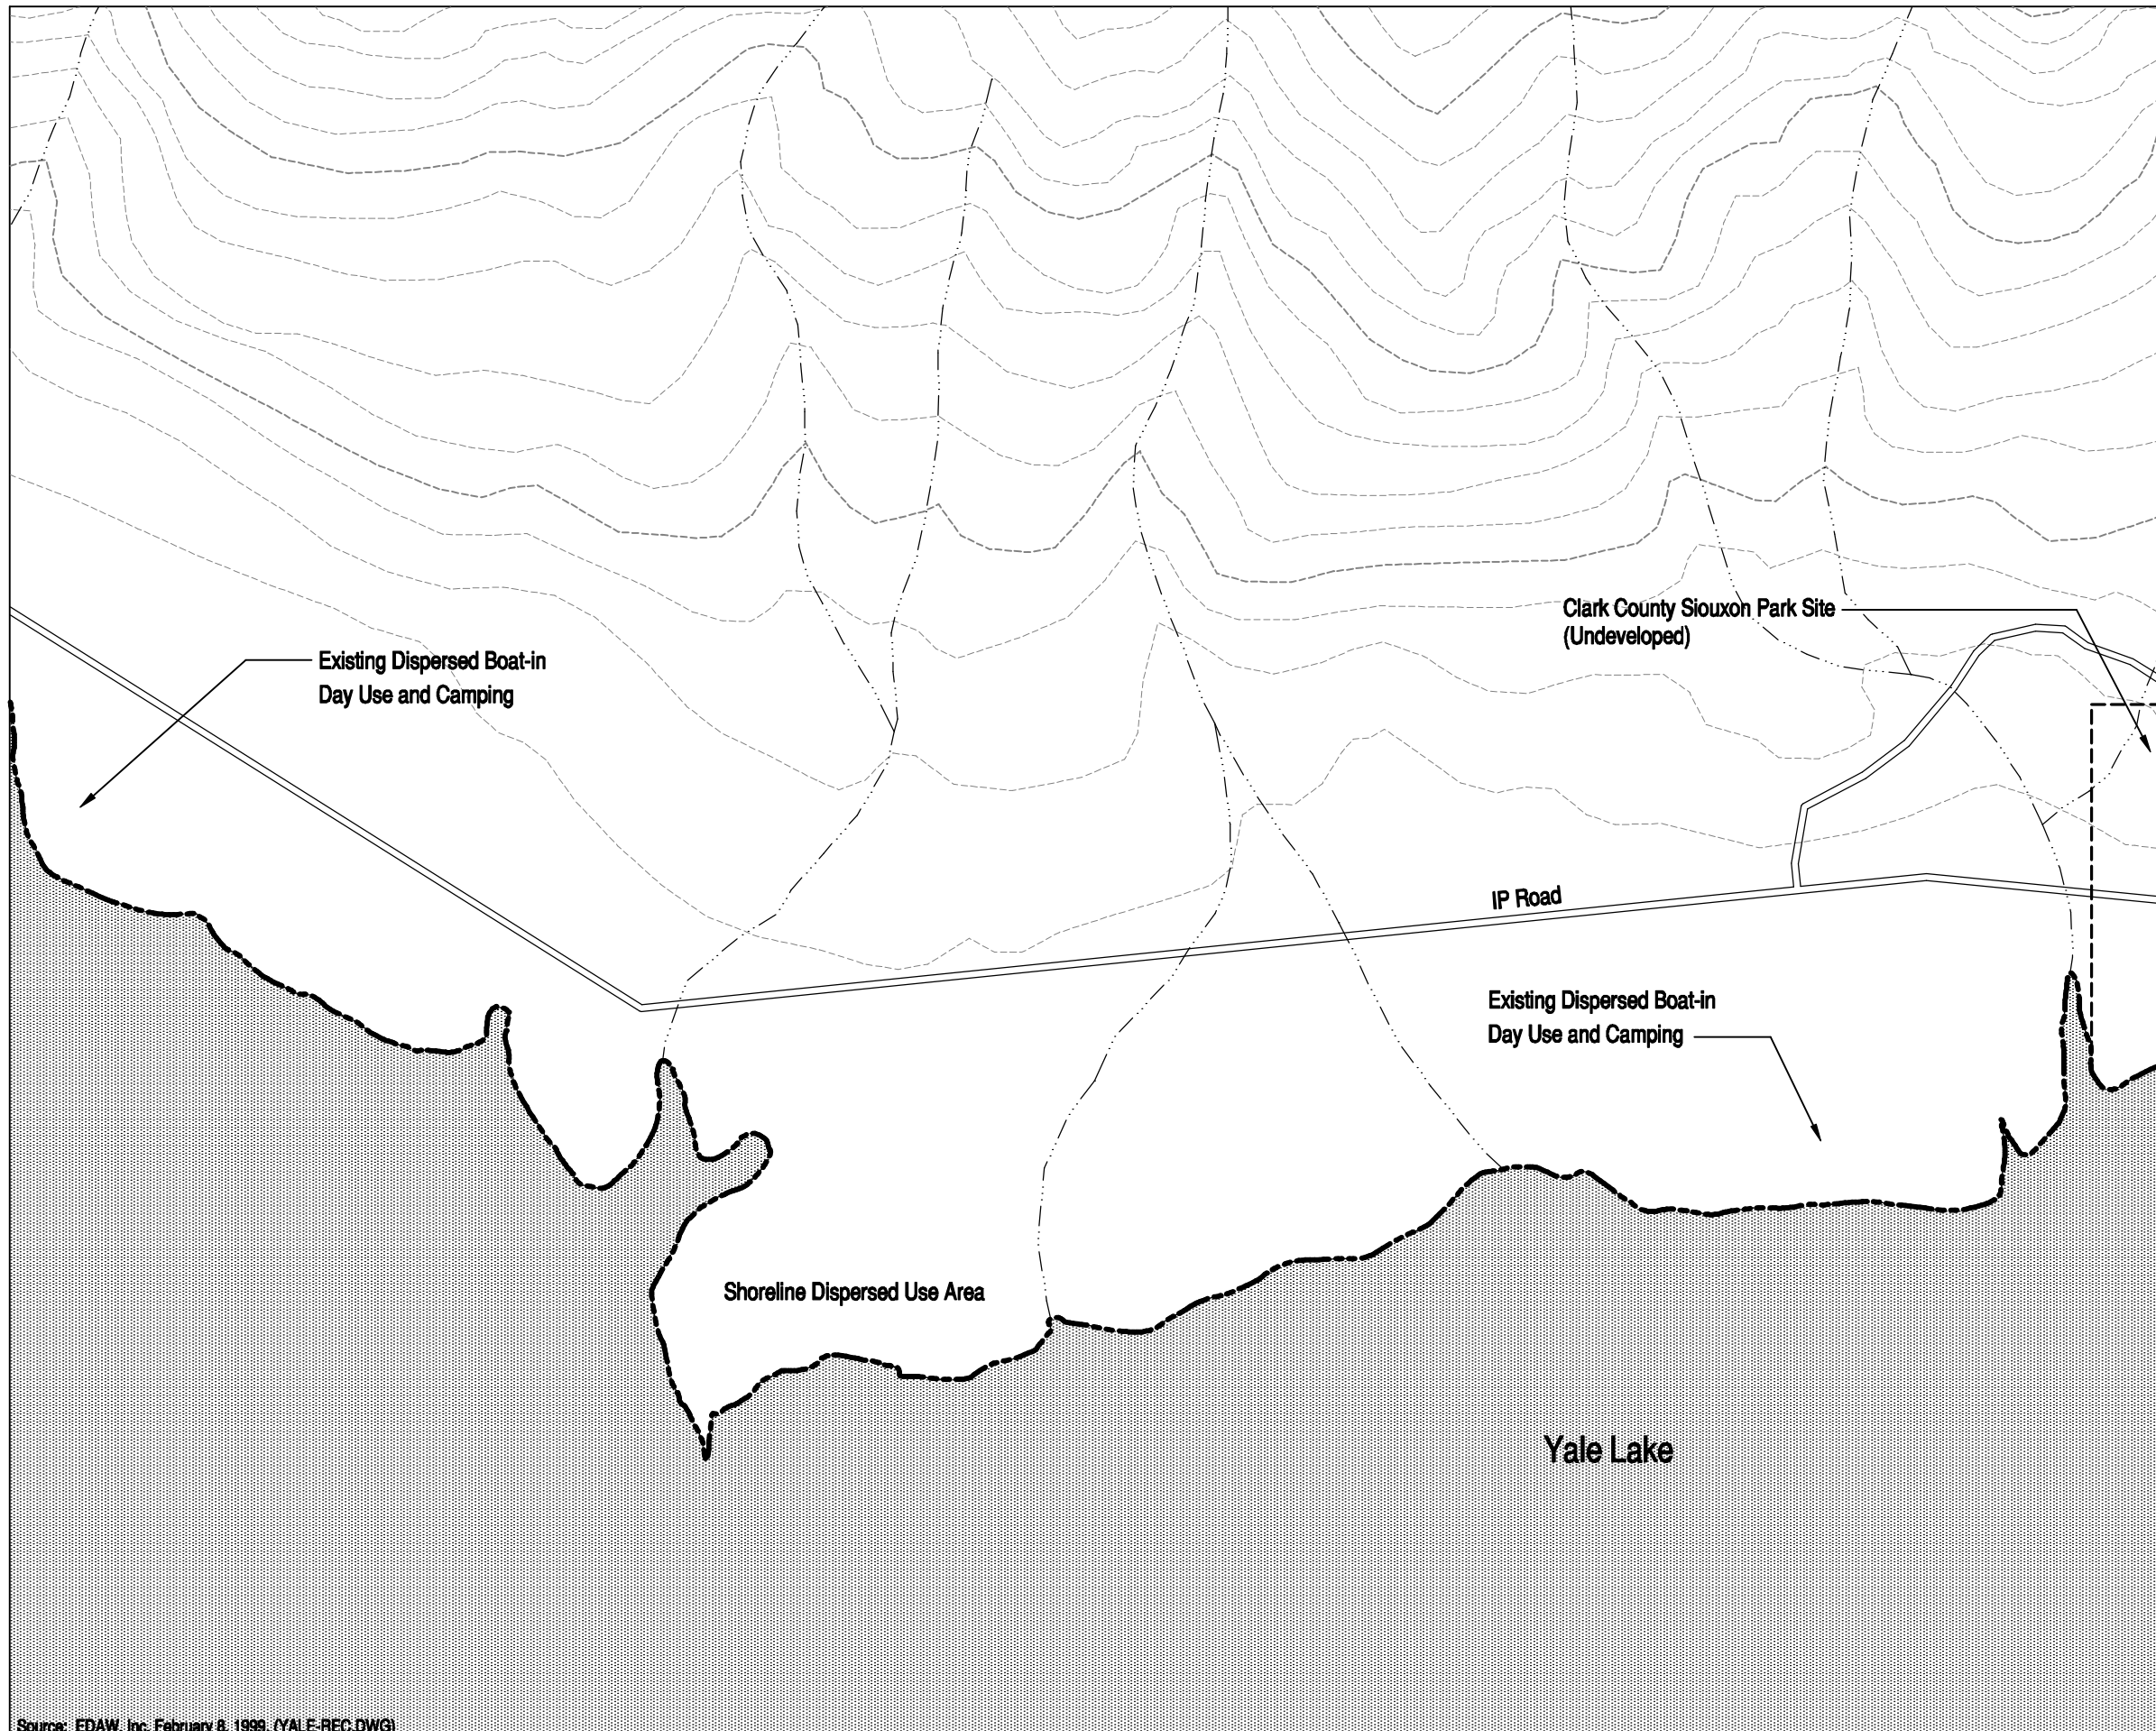 Clark County Siouxon Park Site
(Undeveloped)
Existing Dispersed Boat-in
Day Use and Camping
IP Road
Existing Dispersed Boat-in
Day Use and Camping
Shoreline Dispersed Use Area
Yale Lake
Source: EDAW, Inc. February 8, 1999. (YALE-REC.DWG)